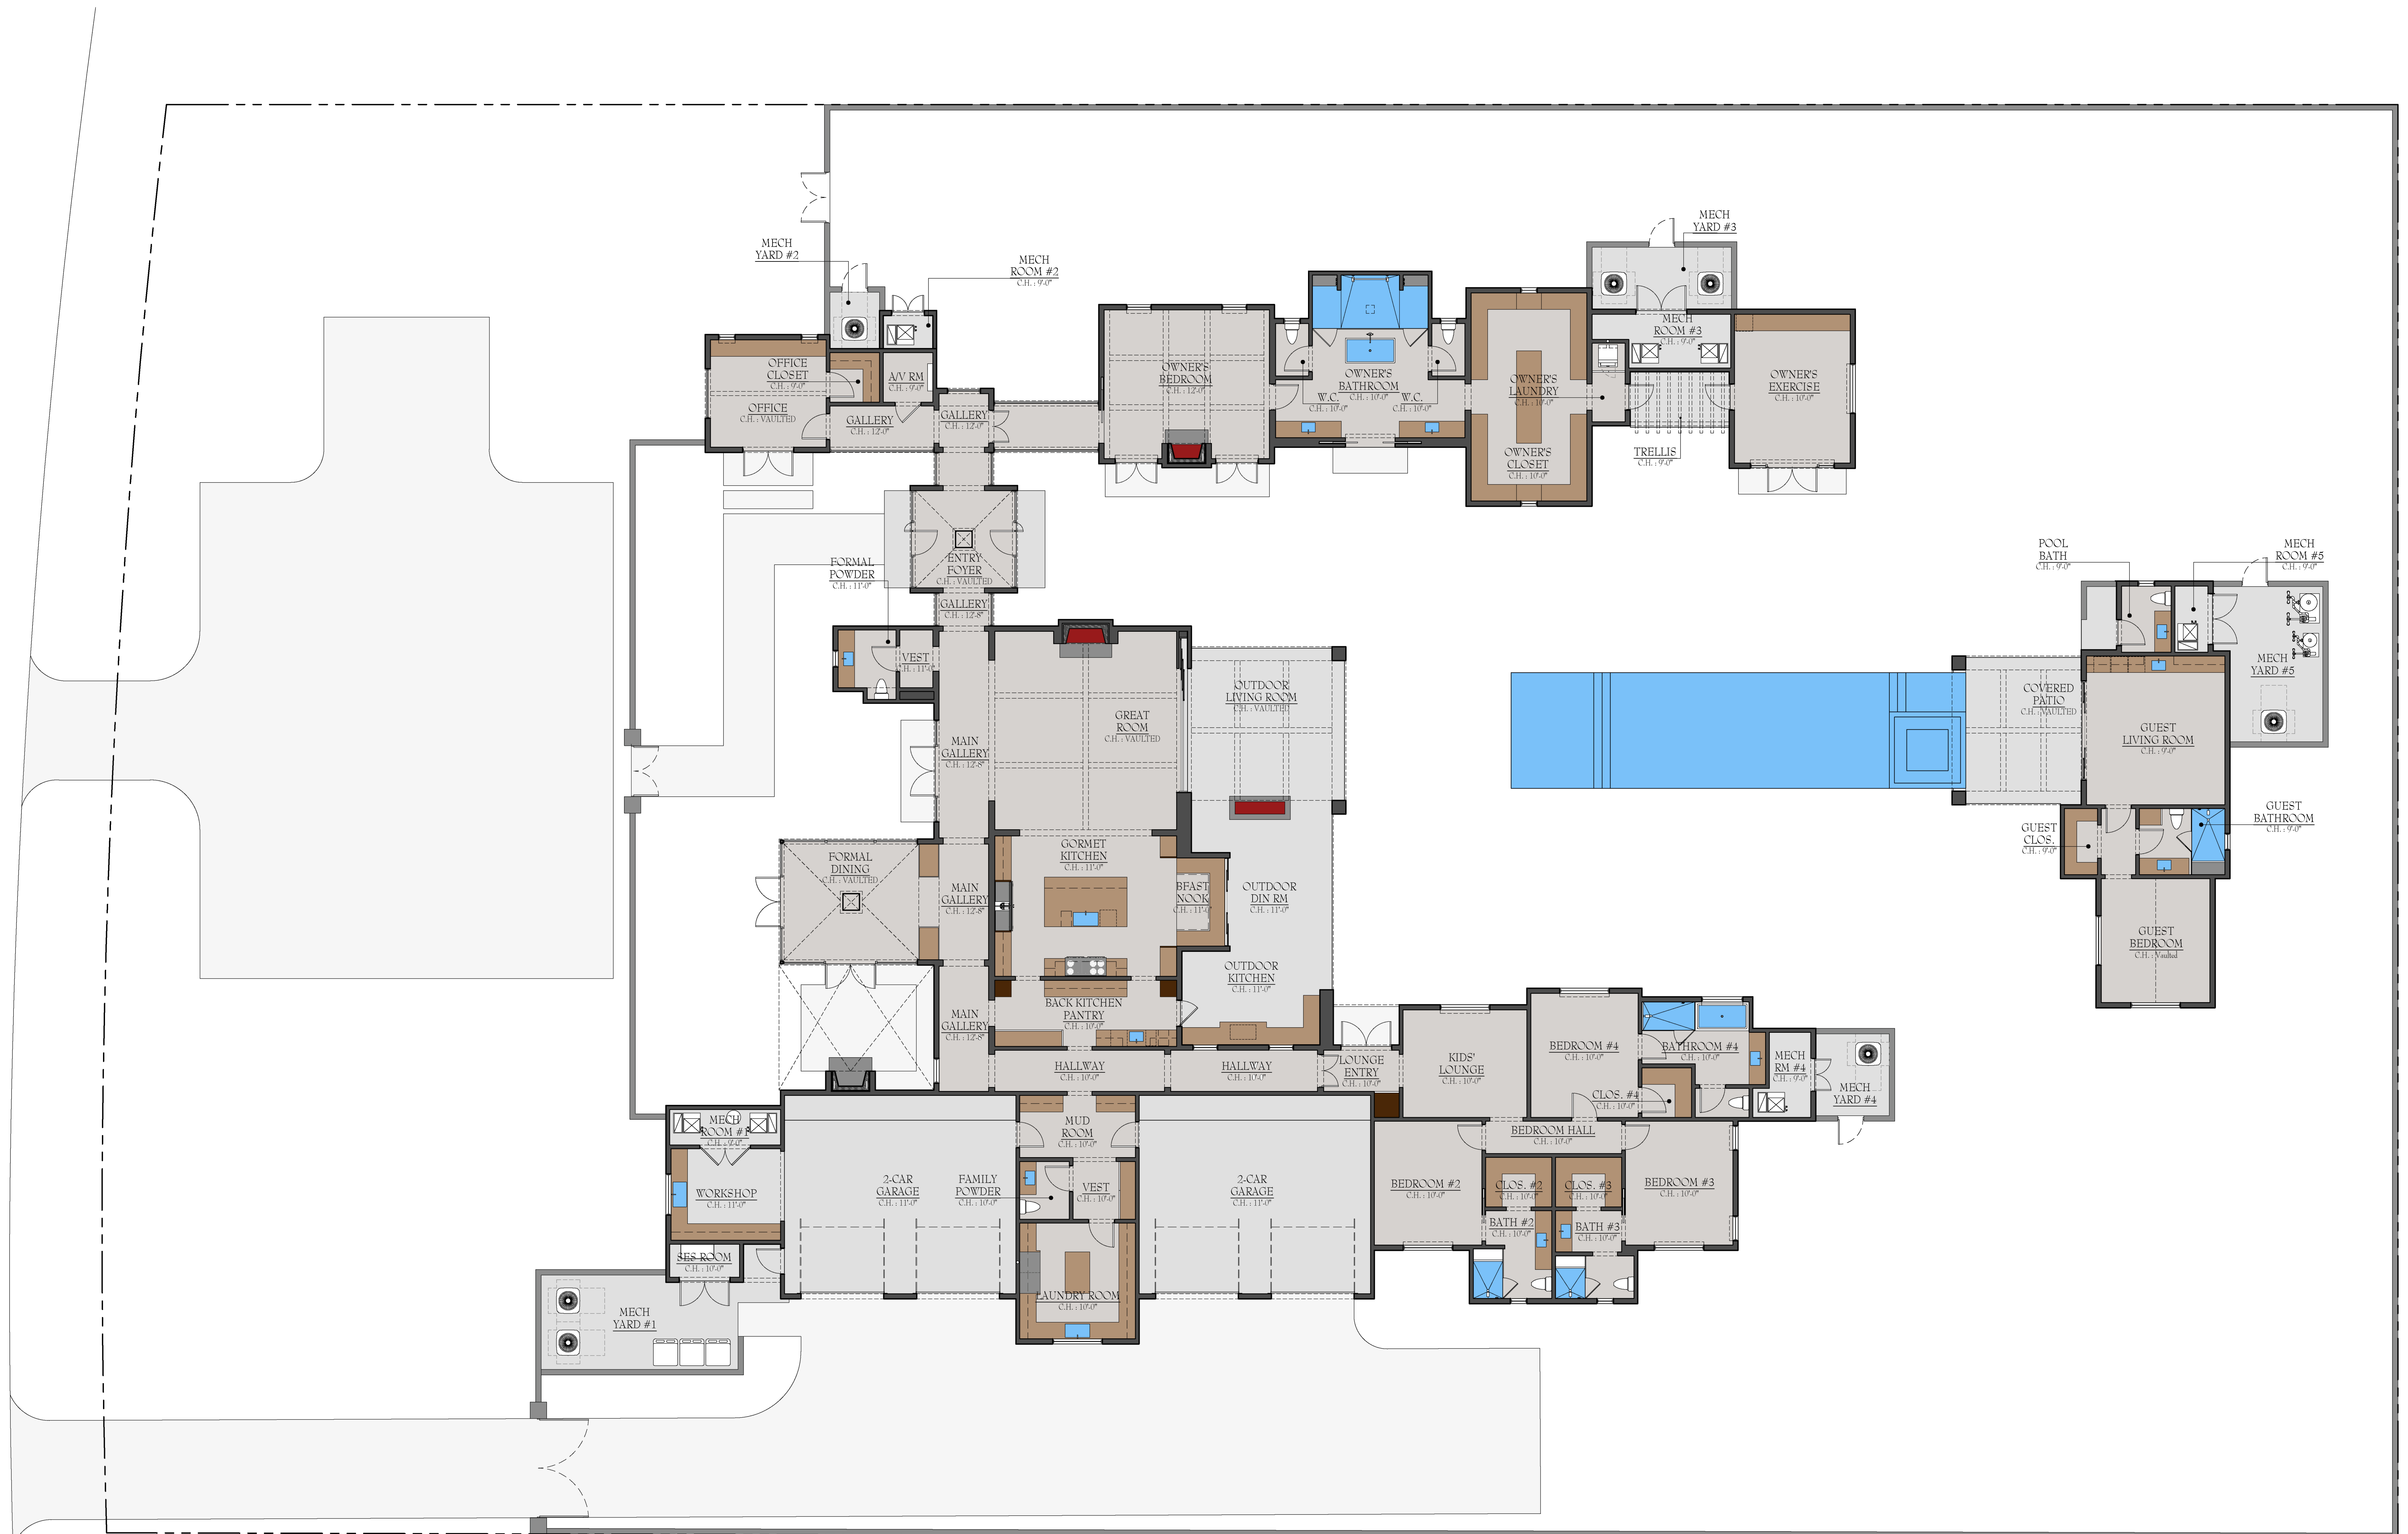 MECH
YARD #2
MECH
ROOM #2
C.H. : 9'-0"
MECH
YARD #3
MECH
ROOM #3
C.H. : 9'-0"
OFFICE
CLOSET
C.H. : 9'-0"
A/V RM
C.H. : 9'-0"
OFFICE
C.H. : VAULTED
GALLERY
C.H. : 12'-0"
GALLERY
C.H. : 12'-0"
OWNER'S
BEDROOM
C.H. : 12'-0"
OWNER'S
BATHROOM
C.H. : 10'-0"
W.C.
C.H. : 10'-0"
W.C.
C.H. : 10'-0"
OWNER'S
LAUNDRY
C.H. : 10'-0"
OWNER'S
EXERCISE
C.H. : 10'-0"
OWNER'S
CLOSET
C.H. : 10'-0"
TRELLIS
C.H. : 9'-0"
ENTRY
FOYER
C.H. : VAULTED
FORMAL
POWDER
C.H. : 11'-0"
GALLERY
C.H. : 12'-8"
VEST
C.H. : 11'-0"
POOL
BATH
C.H. : 9'-0"
MECH
ROOM #5
C.H. : 9'-0"
MECH
YARD #5
GREAT
ROOM
C.H. : VAULTED
OUTDOOR
LIVING ROOM
C.H. : VAULTED
COVERED
PATIO
C.H. : VAULTED
GUEST
LIVING ROOM
C.H. : 9'-0"
MAIN
GALLERY
C.H. : 12'-8"
GUEST
BATHROOM
C.H. : 9'-0"
GUEST
CLOS.
C.H. : 9'-0"
FORMAL
DINING
C.H. : VAULTED
GORMET
KITCHEN
C.H. : 11'-0"
MAIN
GALLERY
C.H. : 12'-8"
BFAST
NOOK
C.H. : 11'-0"
OUTDOOR
DIN RM
C.H. : 11'-0"
GUEST
BEDROOM
C.H. : Vaulted
OUTDOOR
KITCHEN
C.H. : 11'-0"
BACK KITCHEN
PANTRY
C.H. : 10'-0"
MAIN
GALLERY
C.H. : 12'-8"
HALLWAY
C.H. : 10'-0"
HALLWAY
C.H. : 10'-0"
LOUNGE
ENTRY
C.H. : 10'-0"
KIDS'
LOUNGE
C.H. : 10'-0"
BEDROOM #4
C.H. : 10'-0"
BATHROOM #4
C.H. : 10'-0"
MECH
RM #4
C.H. : 9'-0"
MECH
YARD #4
CLOS. #4
C.H. : 10'-0"
MECH
ROOM #1
C.H. : 9'-0"
MUD
ROOM
C.H. : 10'-0"
BEDROOM HALL
C.H. : 10'-0"
WORKSHOP
C.H. : 11'-0"
2-CAR
GARAGE
C.H. : 11'-0"
FAMILY
POWDER
C.H. : 10'-0"
VEST
C.H. : 10'-0"
2-CAR
GARAGE
C.H. : 11'-0"
BEDROOM #2
C.H. : 10'-0"
CLOS. #2
C.H. : 10'-0"
CLOS. #3
C.H. : 10'-0"
BEDROOM #3
C.H. : 10'-0"
BATH #2
C.H. : 10'-0"
BATH #3
C.H. : 10'-0"
SES ROOM
C.H. : 10'-0"
LAUNDRY ROOM
C.H. : 10'-0"
MECH
YARD #1